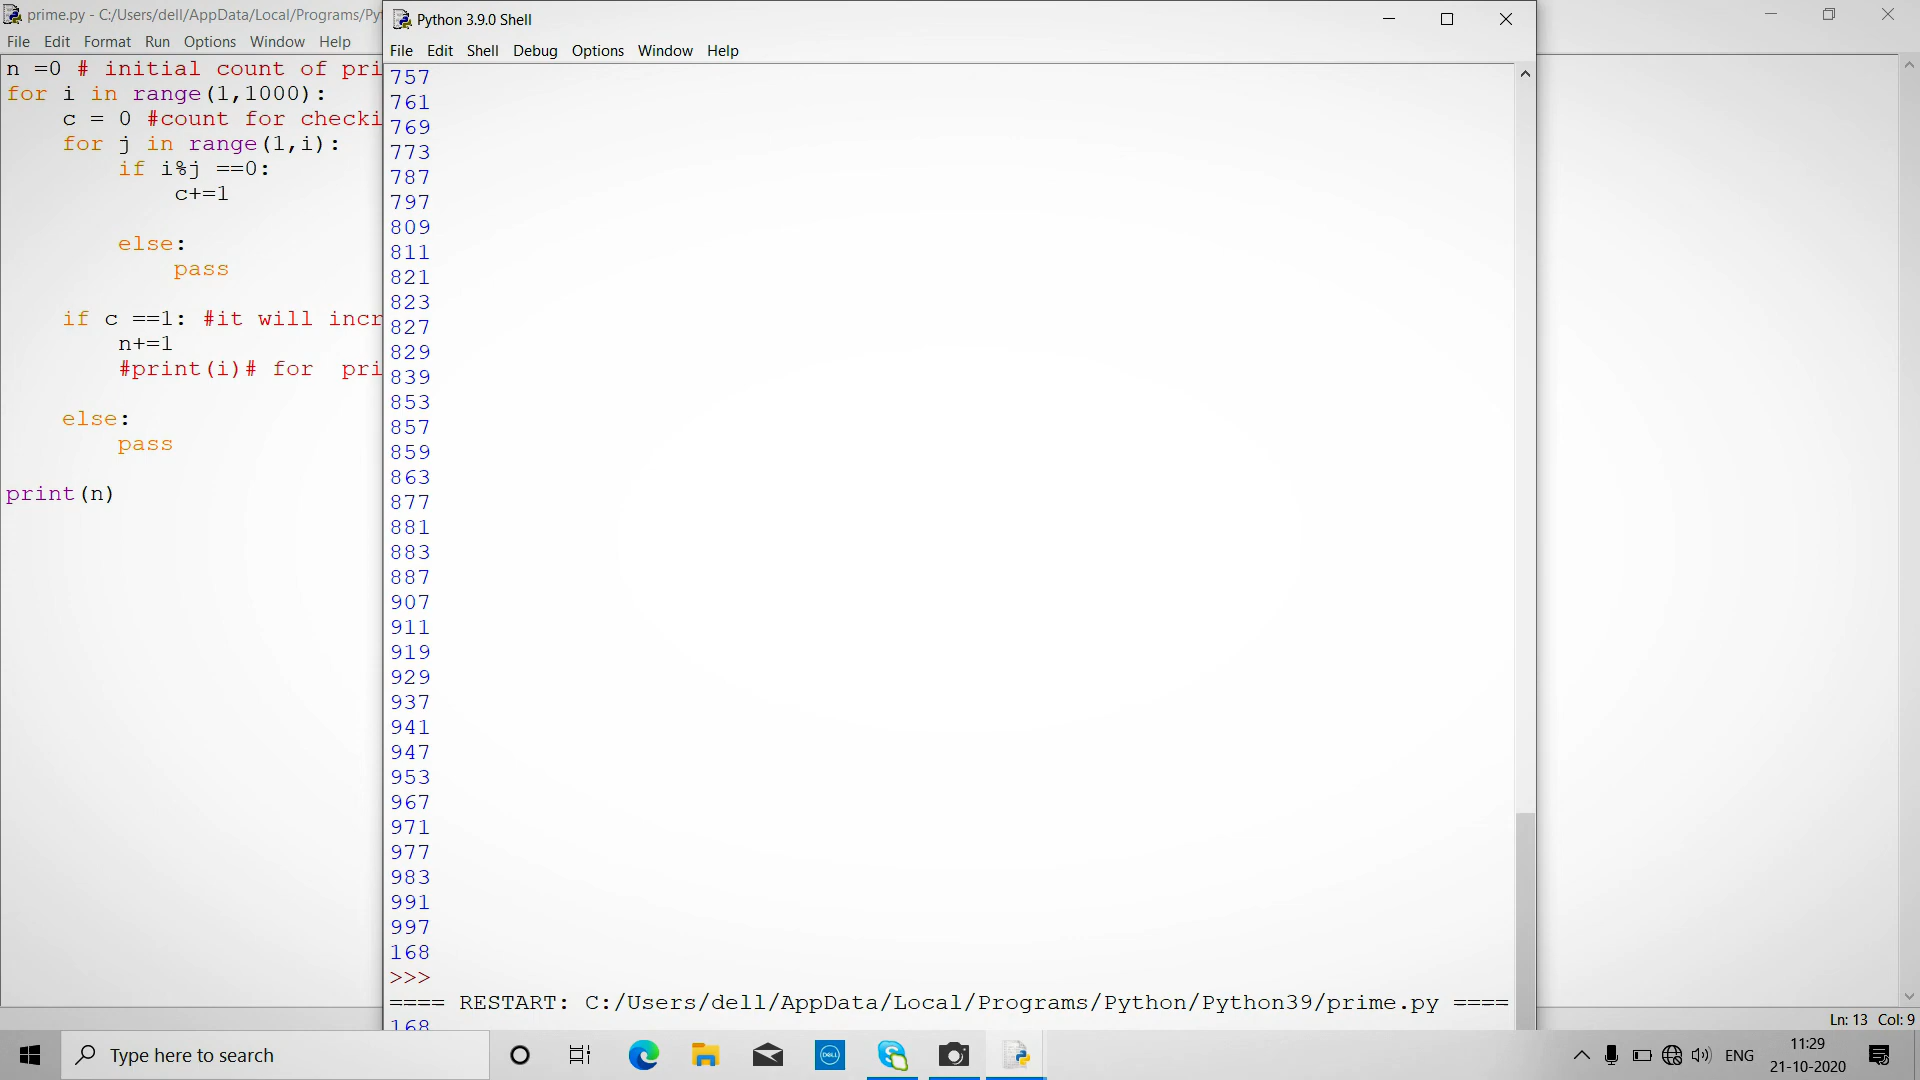 prime.py - C:/Users/dell/AppData/Local/Programs/Py
File Edit Format Run Options Window Help
n =0 # initial count of pri
for i in range(1,1000):
c = 0 #count for checki
for j in range(1,i):
if i%j ==0:
c+=1
else:
pass
if c ==1: #it will incr
n+=1
#print(i)# for  pri
else:
pass
print(n)
Python 3.9.0 Shell
File Edit Shell Debug Options Window Help
757
761
769
773
787
797
809
811
821
823
827
829
839
853
857
859
863
877
881
883
887
907
911
919
929
937
941
947
953
967
971
977
983
991
997
168
>>>
==== RESTART: C:/Users/dell/AppData/Local/Programs/Python/Python39/prime.py ====
168
Ln: 13 Col: 9
Type here to search
DELL
ENG
11:29
21-10-2020